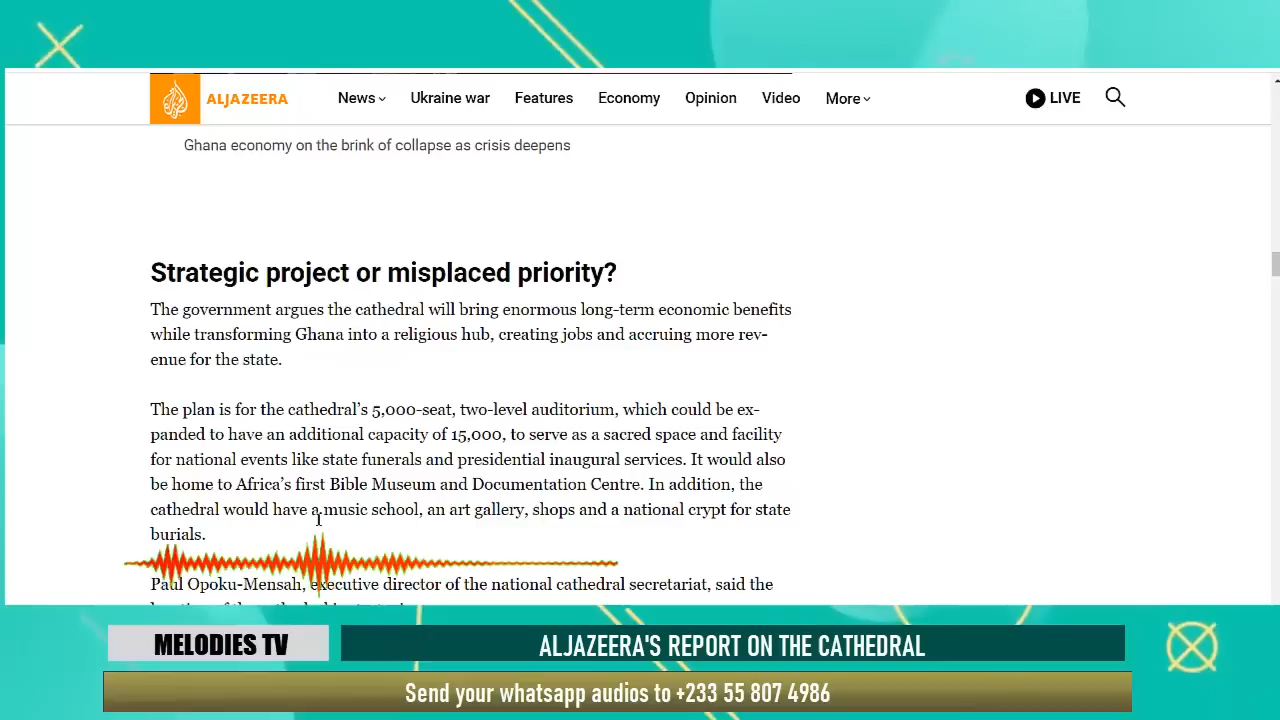 ALJAZEERA
News Ukraine war Features Economy Opinion Video More LIVE
Ghana economy on the brink of collapse as crisis deepens
Strategic project or misplaced priority?
The government argues the cathedral will bring enormous long-term economic benefits
while transforming Ghana into a religious hub, creating jobs and accruing more rev-
enue for the state.
The plan is for the cathedral’s 5,000-seat, two-level auditorium, which could be ex-
panded to have an additional capacity of 15,000, to serve as a sacred space and facility
for national events like state funerals and presidential inaugural services. It would also
be home to Africa’s first Bible Museum and Documentation Centre. In addition, the
cathedral would have a music school, an art gallery, shops and a national crypt for state
burials.
Paul Opoku-Mensah, executive director of the national cathedral secretariat, said the
MELODIES TV
ALJAZEERA'S REPORT ON THE CATHEDRAL
Send your whatsapp audios to +233 55 807 4986